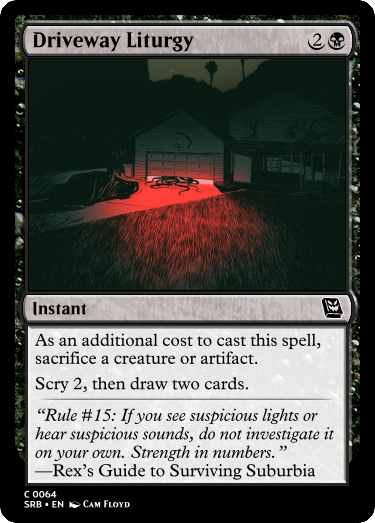 Driveway Liturgy 2
Instant
As an additional cost to cast this spell,
sacrifice a creature or artifact.
Scry 2, then draw two cards.
“Rule #15: If you see suspicious lights or
hear suspicious sounds, do not investigate it
on your own. Strength in numbers.”
—Rex’s Guide to Surviving Suburbia
C 0064
SRB • EN Cam Floyd